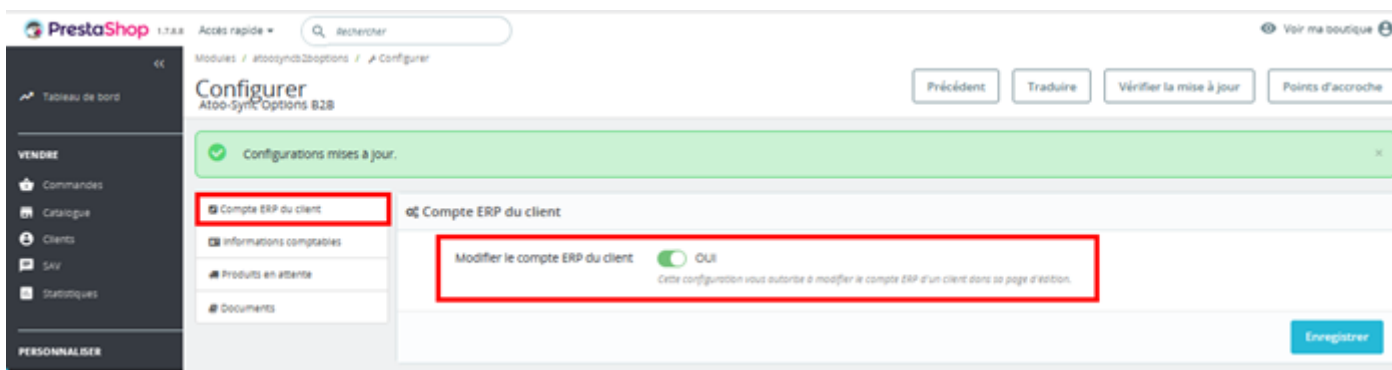 PrestaShop 1.7.8.8 Accès rapide Rechercher Voir ma boutique
Modules / atoosyncb2boptions / Configurer
Configurer
Atoo-Sync Options B2B
Précédent Traduire Vérifier la mise à jour Points d'accroche
Tableau de bord
VENDRE
Configurations mises à jour.
Commandes
Catalogue
Clients
SAV
Statistiques
PERSONNALISER
Compte ERP du client
Informations comptables
Produits en attente
Documents
Compte ERP du client
Modifier le compte ERP du client OUI
Cette configuration vous autorise à modifier le compte ERP d'un client dans sa page d'édition.
Enregistrer